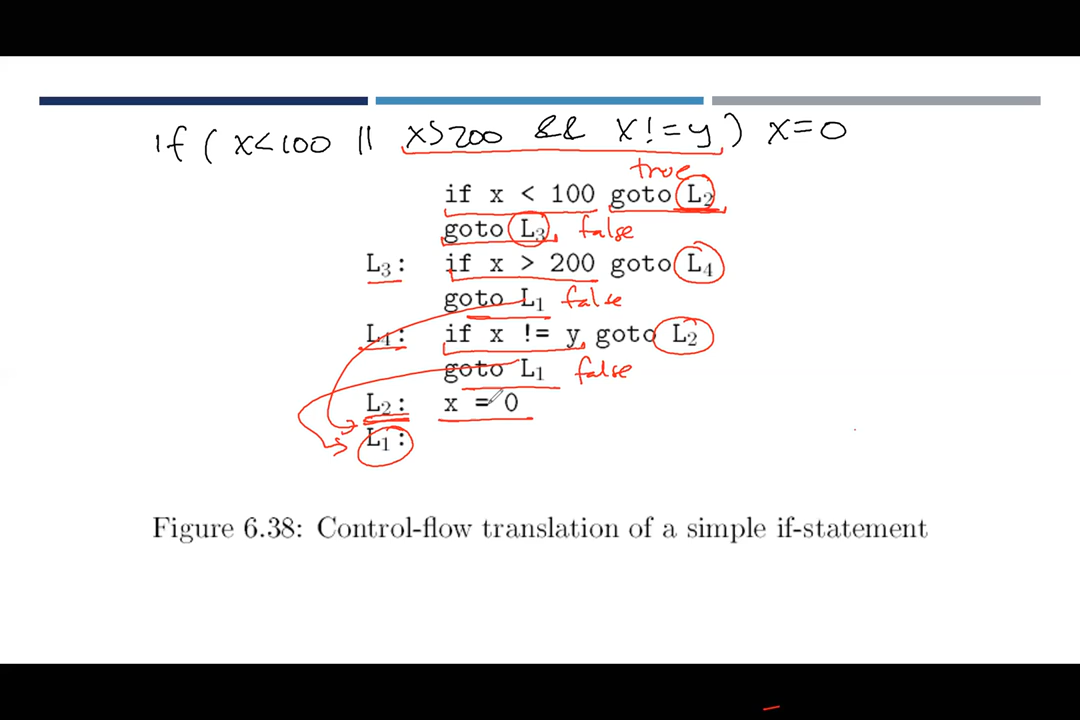 if ( x<100 || x>200 && x!=y ) x=0
true
if x < 100 goto L₂
goto L₃ false
L₃: if x > 200 goto L₄
goto L₁ false
L₄: if x != y goto L₂
goto L₁ false
L₂: x = 0
L₁:
Figure 6.38: Control-flow translation of a simple if-statement